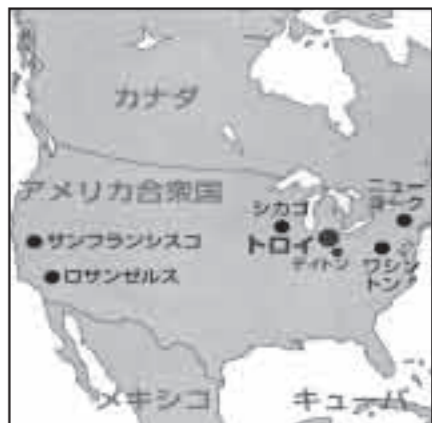 カナダ
アメリカ合衆国
シカゴ
ニュー
ヨーク
トロイ
デイトン
ワシン
トン
サンフランシスコ
ロサンゼルス
メキシコ
キューバ